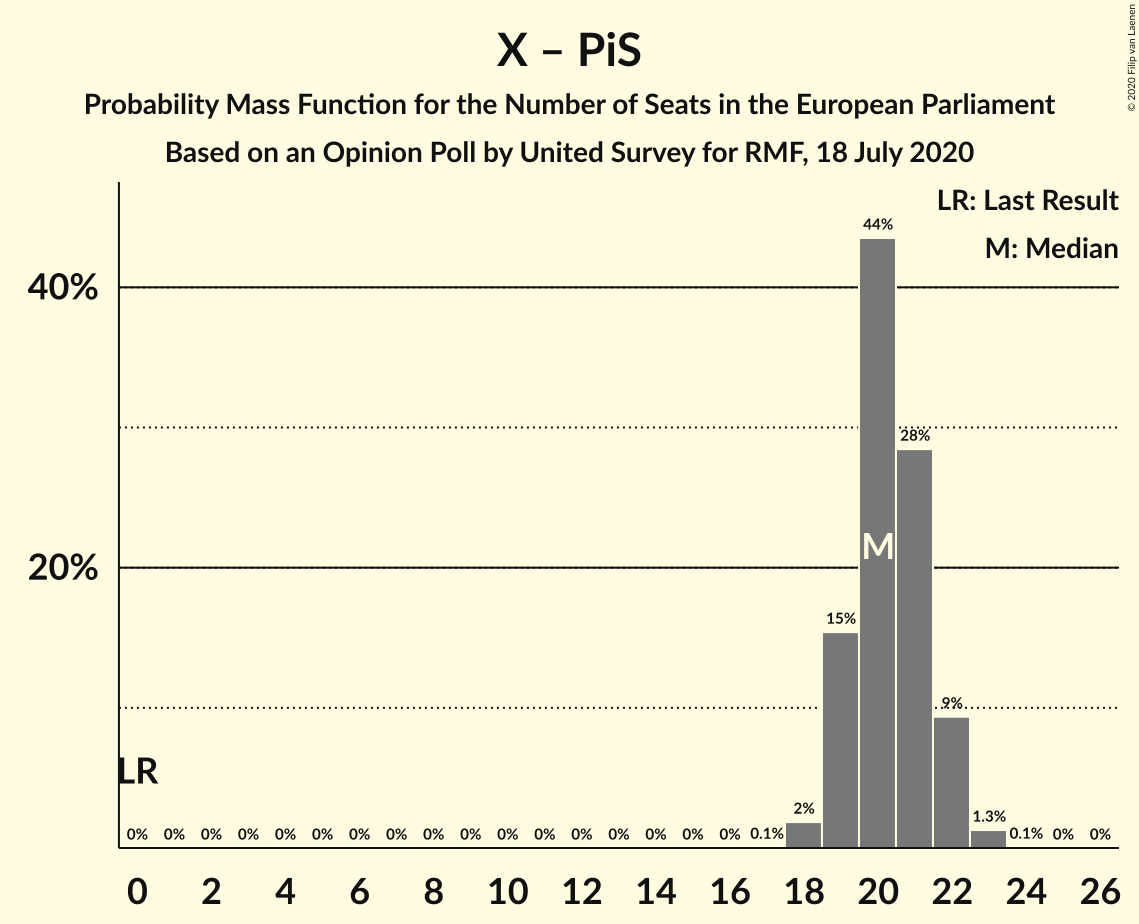 X – PiS
Probability Mass Function for the Number of Seats in the European Parliament
Based on an Opinion Poll by United Survey for RMF, 18 July 2020
© 2020 Filip van Laenen
LR: Last Result
M: Median
44%
40%
28%
M
20%
15%
9%
LR
2%
1.3%
0% 0% 0% 0% 0% 0% 0% 0% 0% 0% 0% 0% 0% 0% 0% 0% 0% 0.1% 0.1% 0% 0%
0 2 4 6 8 10 12 14 16 18 20 22 24 26